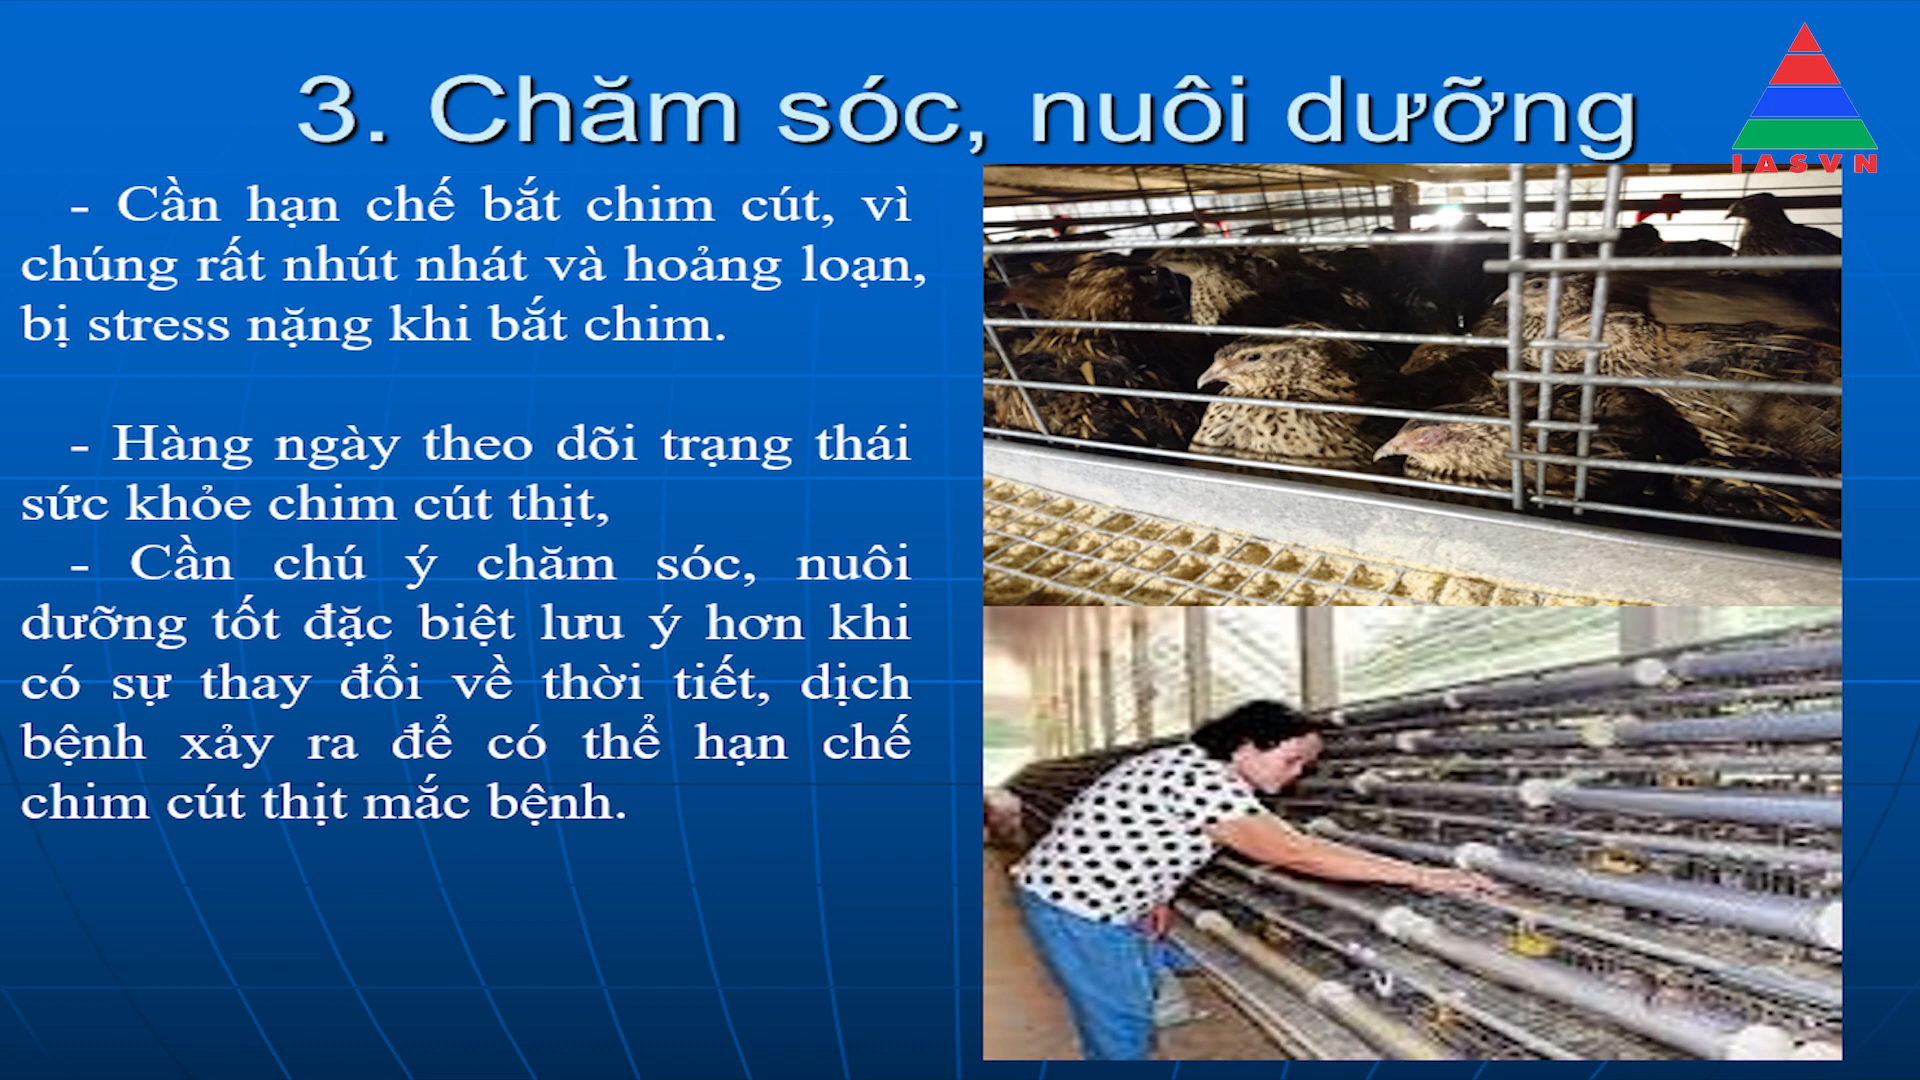 3. Chăm sóc, nuôi dưỡng
IASVN
- Cần hạn chế bắt chim cút, vì
chúng rất nhút nhát và hoảng loạn,
bị stress nặng khi bắt chim.
- Hàng ngày theo dõi trạng thái
sức khỏe chim cút thịt,
- Cần chú ý chăm sóc, nuôi
dưỡng tốt đặc biệt lưu ý hơn khi
có sự thay đổi về thời tiết, dịch
bệnh xảy ra để có thể hạn chế
chim cút thịt mắc bệnh.